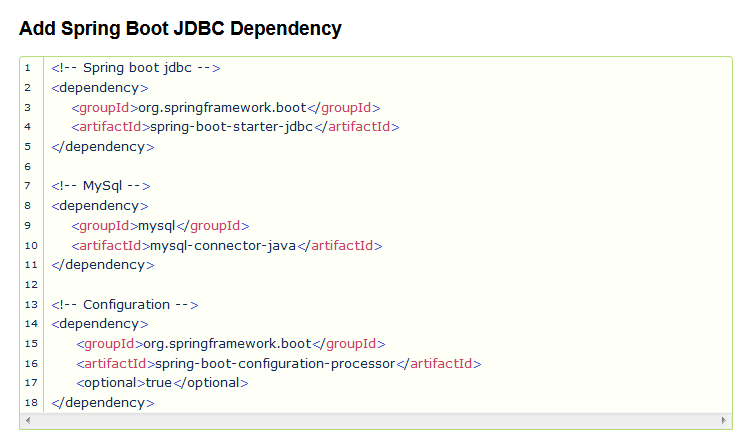 Add Spring Boot JDBC Dependency
1 <!-- Spring boot jdbc -->
2 <dependency>
3 <groupId>org.springframework.boot</groupId>
4 <artifactId>spring-boot-starter-jdbc</artifactId>
5 </dependency>
6
7 <!-- MySql -->
8 <dependency>
9 <groupId>mysql</groupId>
10 <artifactId>mysql-connector-java</artifactId>
11 </dependency>
12
13 <!-- Configuration -->
14 <dependency>
15 <groupId>org.springframework.boot</groupId>
16 <artifactId>spring-boot-configuration-processor</artifactId>
17 <optional>true</optional>
18 </dependency>